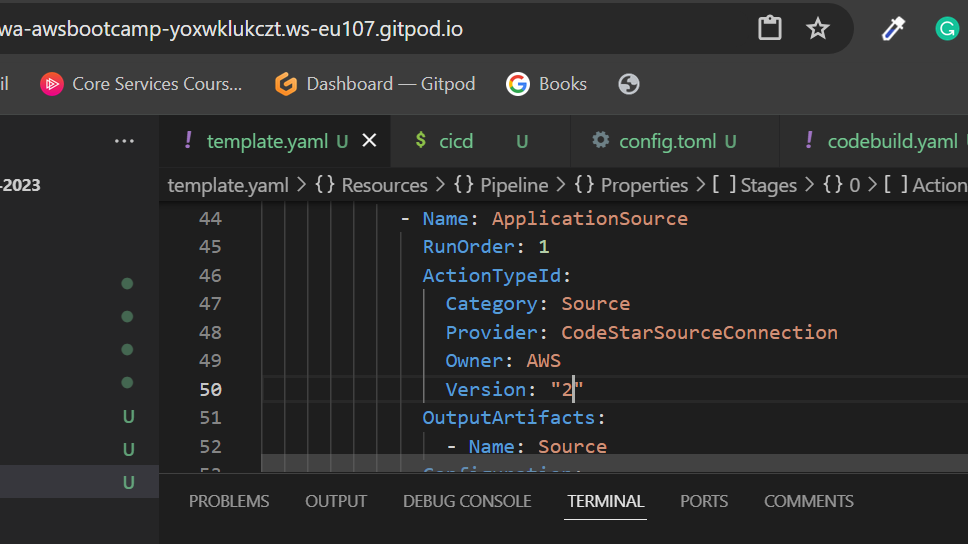 wa-awsbootcamp-yoxwklukczt.ws-eu107.gitpod.io
il Core Services Cours... Dashboard — Gitpod Books
... ! template.yaml U $ cicd U config.toml U ! codebuild.yaml U
-2023 template.yaml > {} Resources > {} Pipeline > {} Properties > [ ] Stages > {} 0 > [ ] Action
44 - Name: ApplicationSource
45 RunOrder: 1
46 ActionTypeId:
47 Category: Source
48 Provider: CodeStarSourceConnection
49 Owner: AWS
50 Version: "2"
51 OutputArtifacts:
52 - Name: Source
53 Configuration:
U
U
U
PROBLEMS OUTPUT DEBUG CONSOLE TERMINAL PORTS COMMENTS